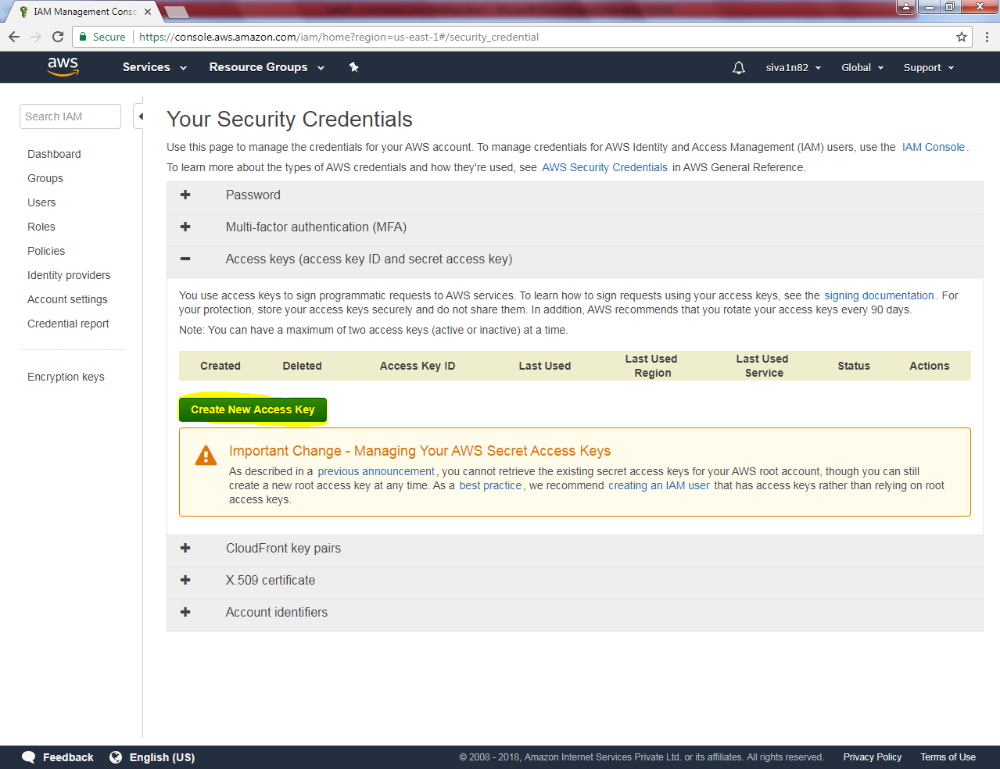 IAM Management Consc
Secure
https://console.aws.amazon.com/iam/home?region=us-east-1#/security_credential
aws
Services
Resource Groups
siva1n82
Global
Support
Search IAM
Dashboard
Groups
Users
Roles
Policies
Identity providers
Account settings
Credential report
Encryption keys
Your Security Credentials
Use this page to manage the credentials for your AWS account. To manage credentials for AWS Identity and Access Management (IAM) users, use the IAM Console.
To learn more about the types of AWS credentials and how they're used, see AWS Security Credentials in AWS General Reference.
Password
Multi-factor authentication (MFA)
Access keys (access key ID and secret access key)
You use access keys to sign programmatic requests to AWS services. To learn how to sign requests using your access keys, see the signing documentation. For
your protection, store your access keys securely and do not share them. In addition, AWS recommends that you rotate your access keys every 90 days.
Note: You can have a maximum of two access keys (active or inactive) at a time.
Created
Deleted
Access Key ID
Last Used
Last Used
Region
Last Used
Service
Status
Actions
Create New Access Key
Important Change - Managing Your AWS Secret Access Keys
As described in a previous announcement, you cannot retrieve the existing secret access keys for your AWS root account, though you can still
create a new root access key at any time. As a best practice, we recommend creating an IAM user that has access keys rather than relying on root
access keys.
CloudFront key pairs
X.509 certificate
Account identifiers
Feedback
English (US)
© 2008 - 2018, Amazon Internet Services Private Ltd. or its affiliates. All rights reserved.
Privacy Policy
Terms of Use